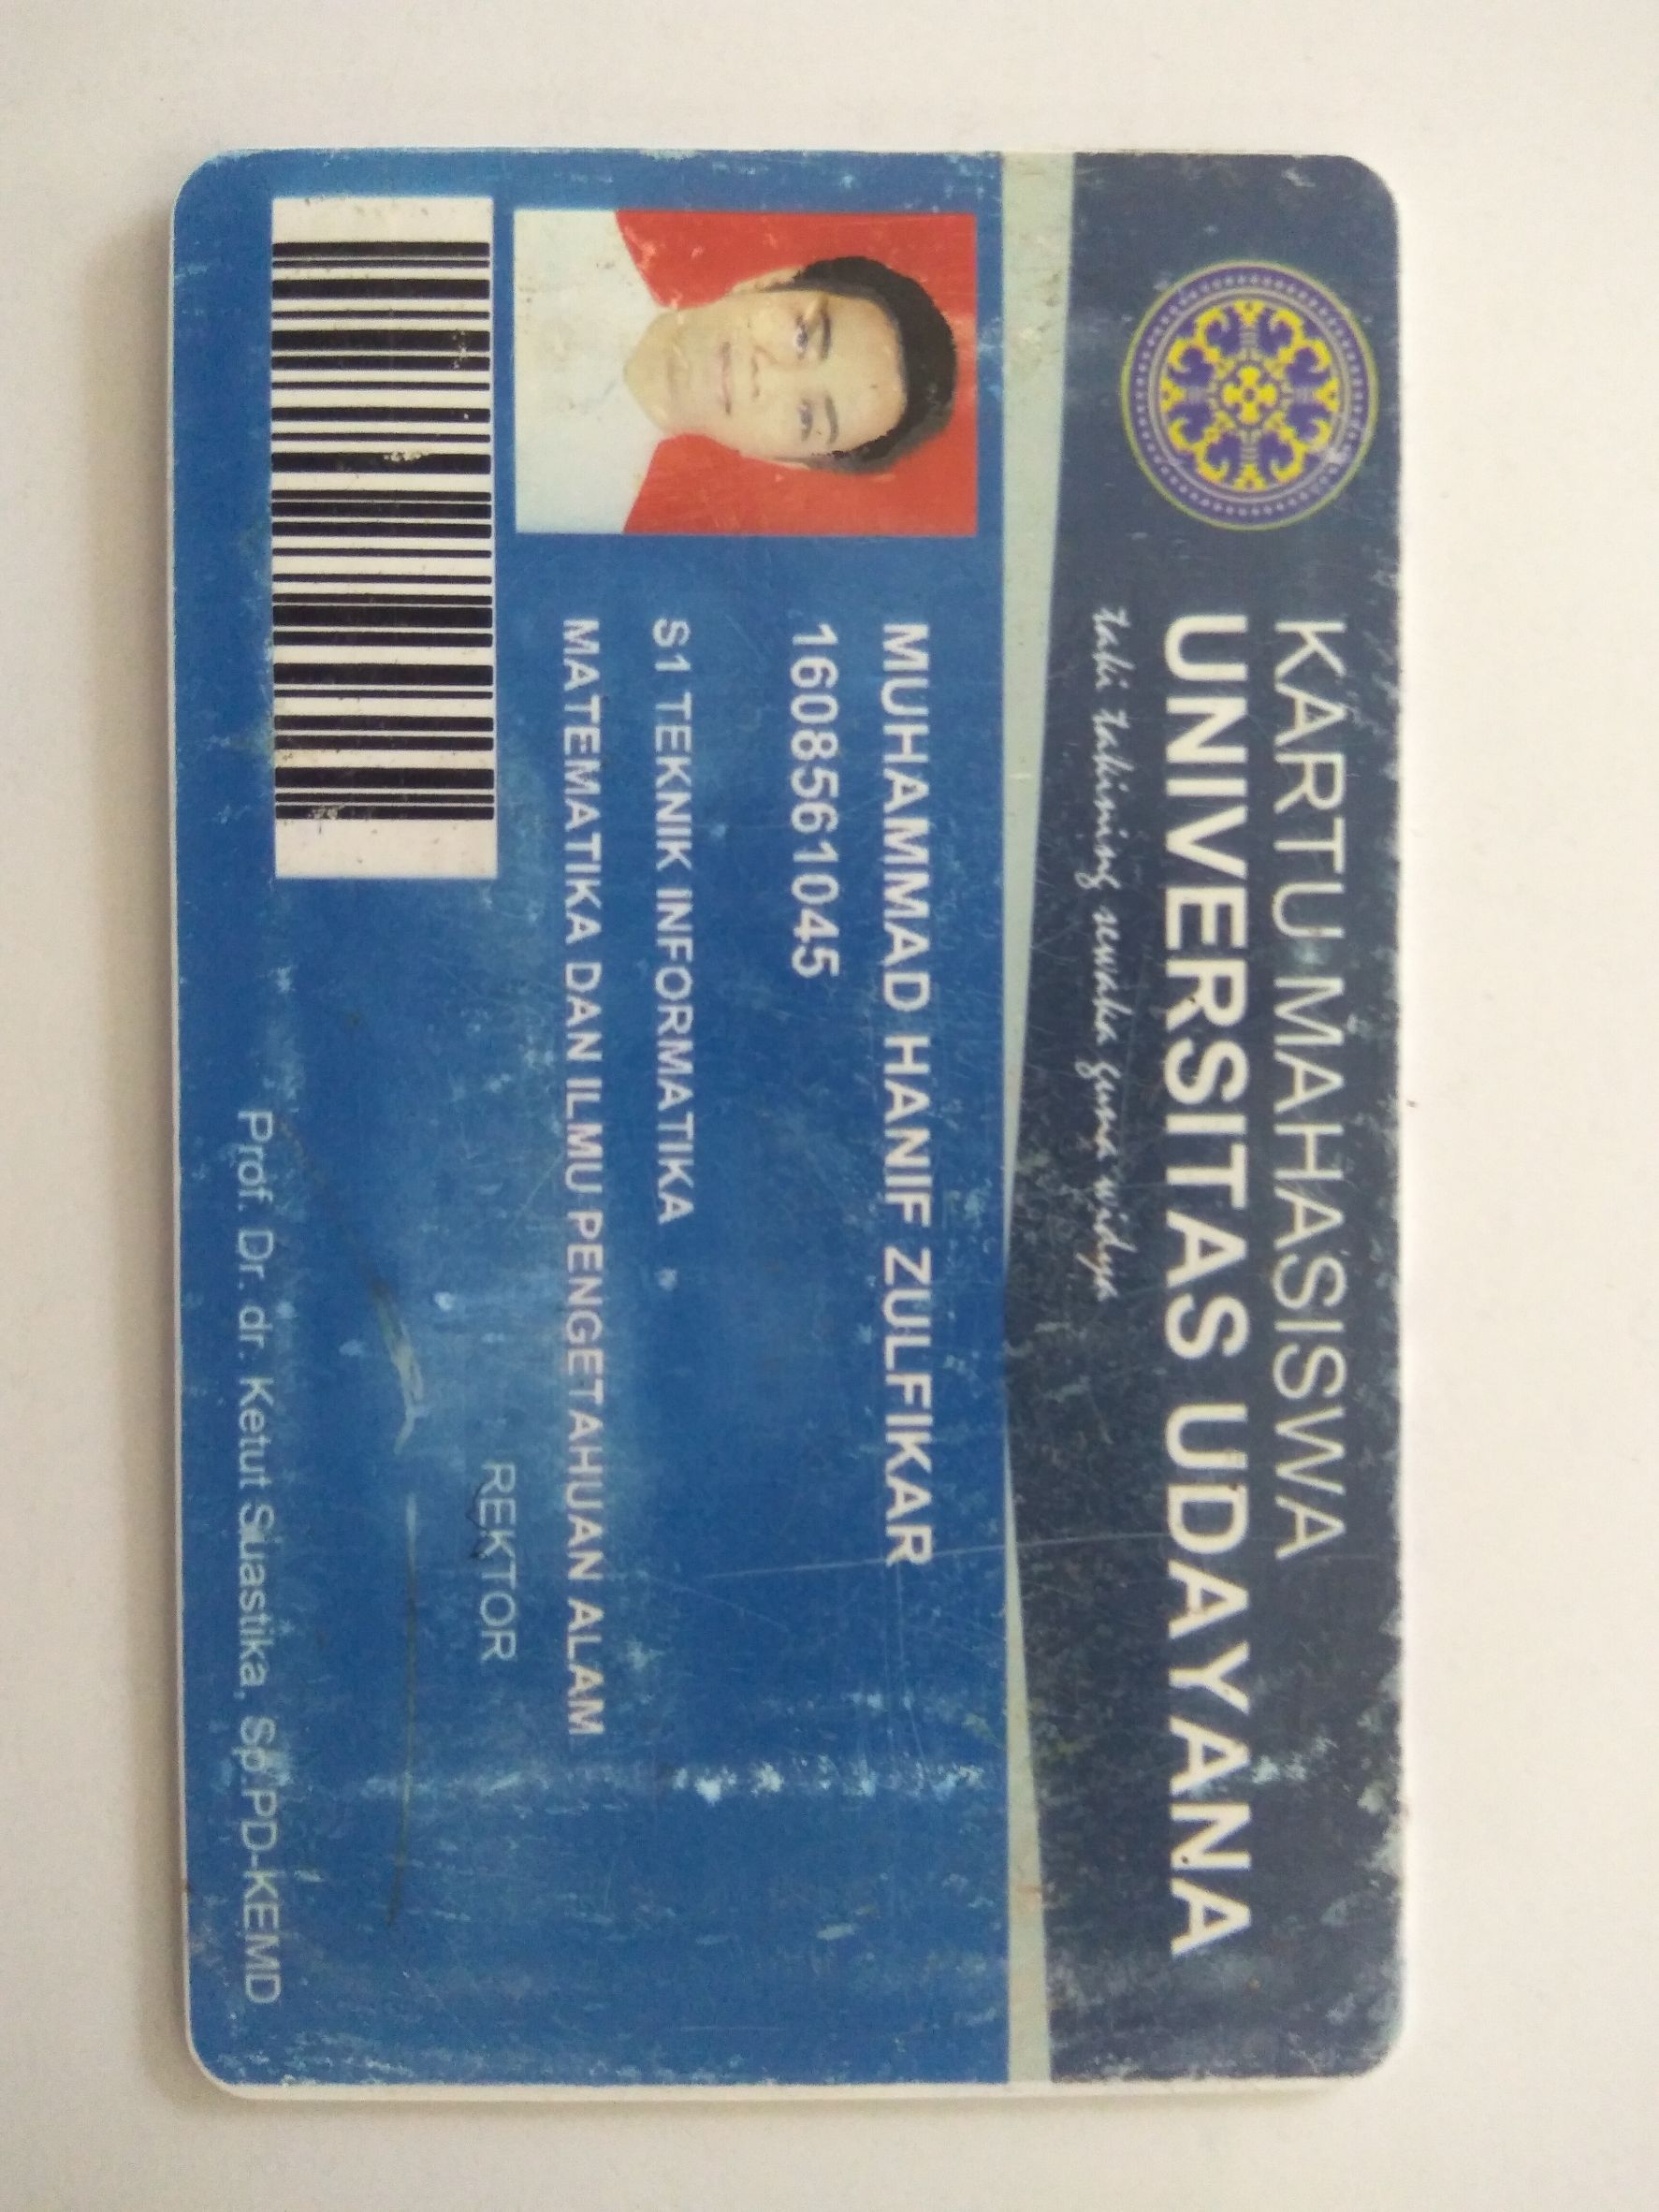 KARTU MAHASISWA
UNIVERSITAS UDAYANA
taki takining sewaka guna widya
MUHAMMAD HANIF ZULFIKAR
1608561045
S1 TEKNIK INFORMATIKA
MATEMATIKA DAN ILMU PENGETAHUAN ALAM
REKTOR
Prof. Dr. dr. Ketut Suastika, Sp.PD-KEMD